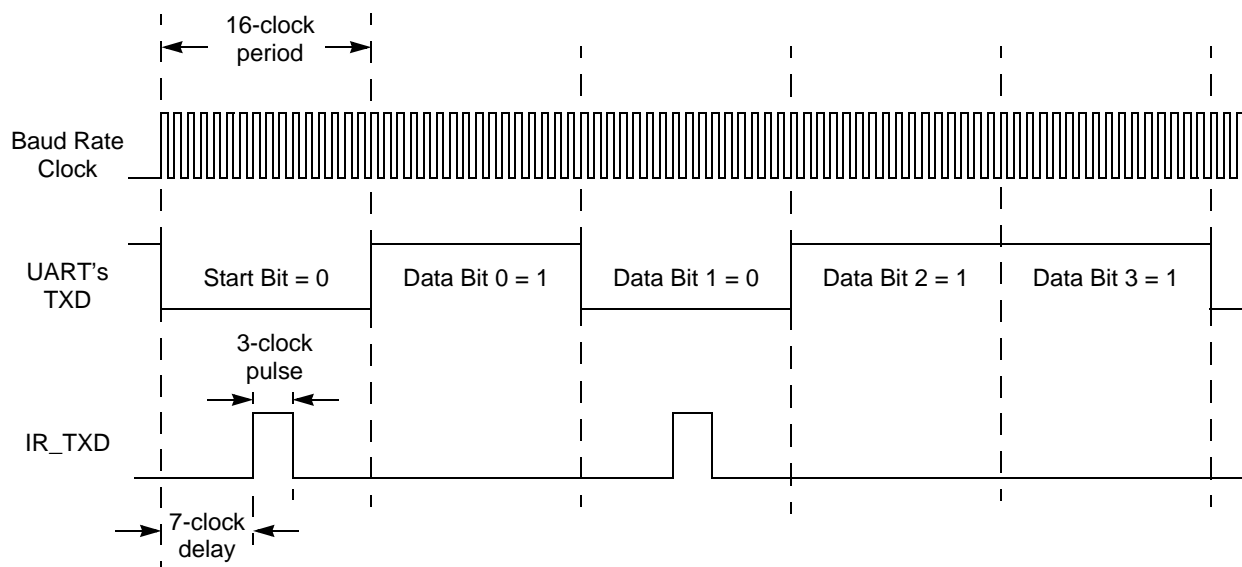 16-clock
period
Baud Rate
Clock
UART's
TXD
Start Bit = 0
Data Bit 0 = 1
Data Bit 1 = 0
Data Bit 2 = 1
Data Bit 3 = 1
3-clock
pulse
IR_TXD
7-clock
delay